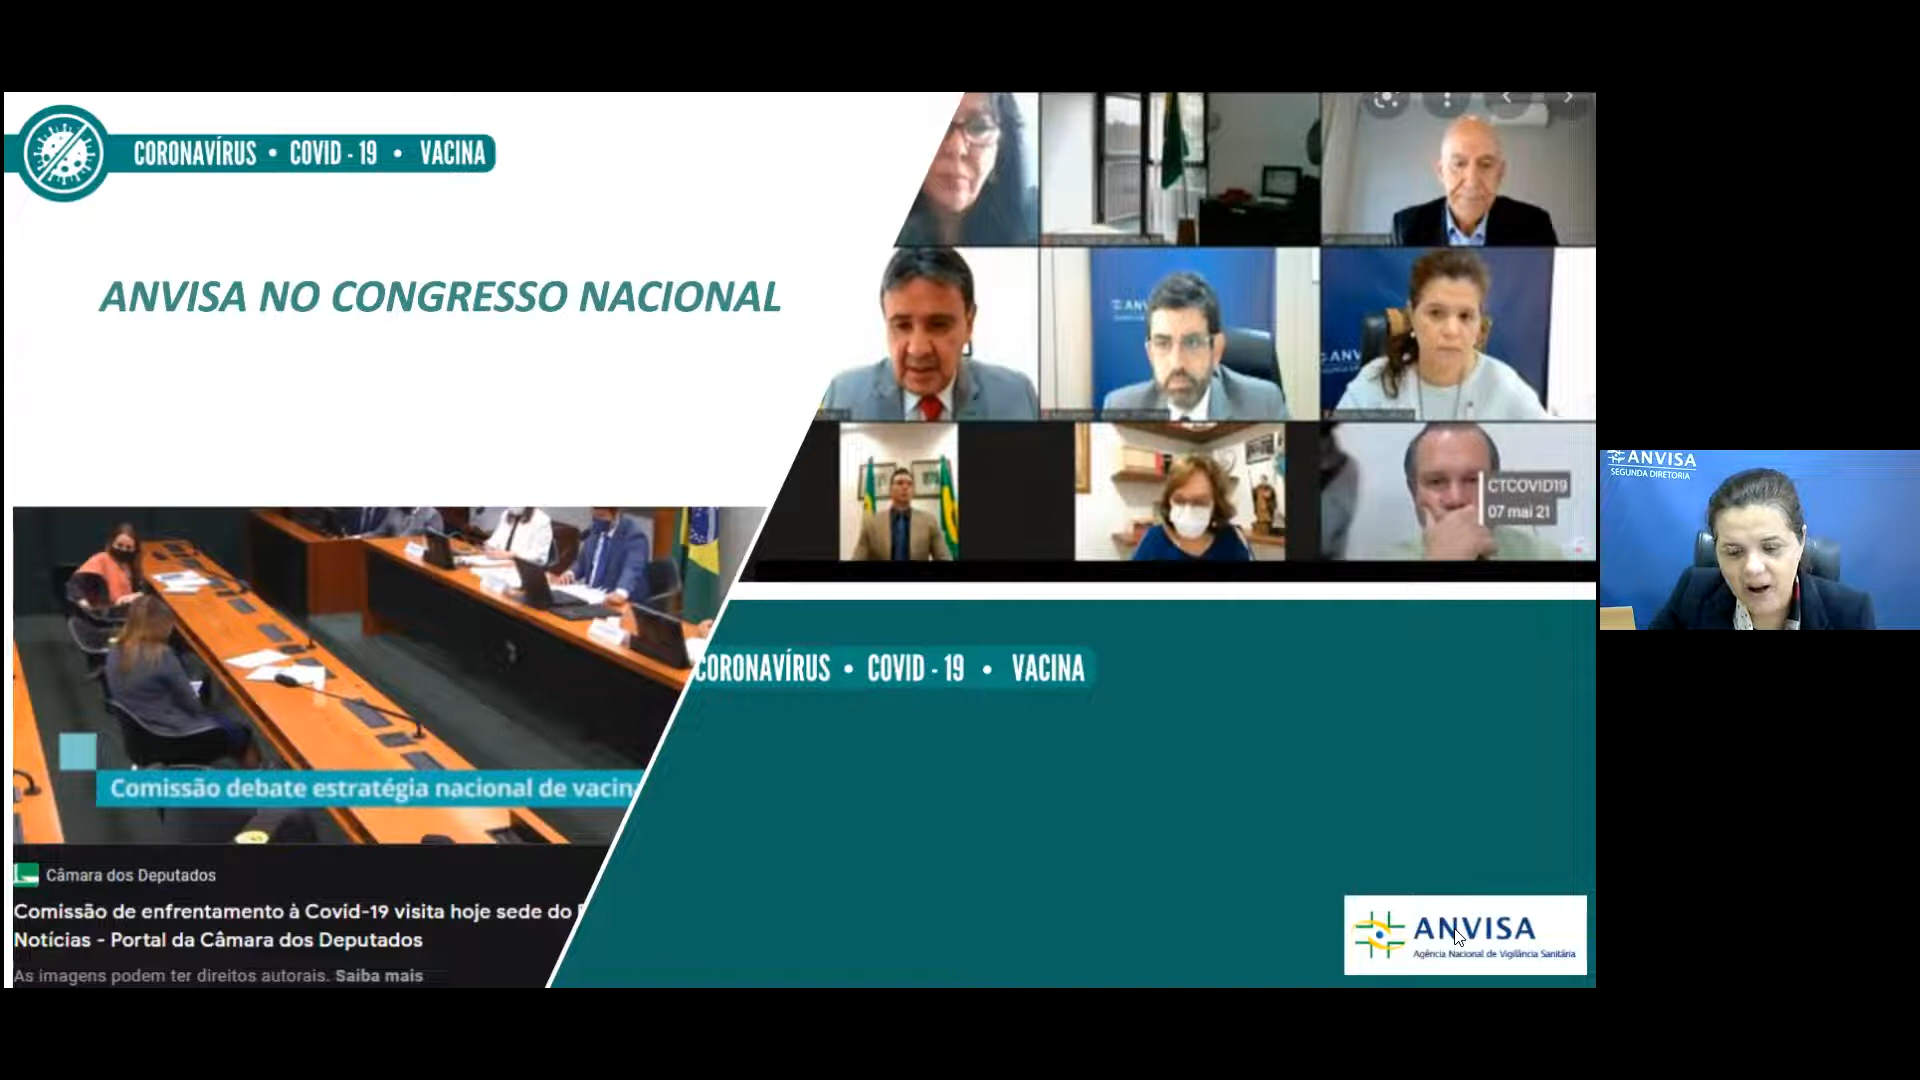 CORONAVÍRUS • COVID - 19 • VACINA
ANVISA NO CONGRESSO NACIONAL
CTCOVID19
07 mai 21
ANVISA
SEGUNDA DIRETORIA
CORONAVÍRUS • COVID - 19 • VACINA
Comissão debate estratégia nacional de
Câmara dos Deputados
Comissão de enfrentamento à Covid-19 visita hoje sede do
Notícias - Portal da Câmara dos Deputados
As imagens podem ter direitos autorais. Saiba mais
ANVISA
Agência Nacional de Vigilância Sanitária